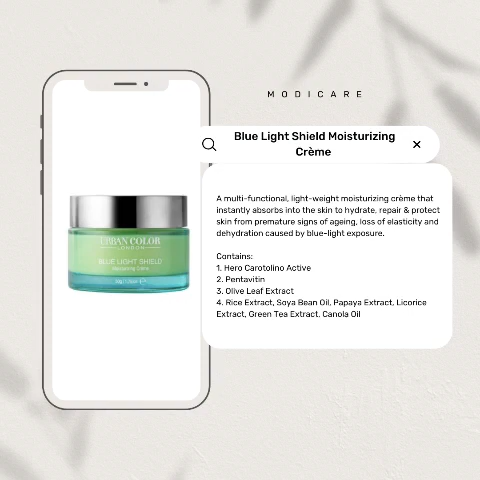 MODICARE
Blue Light Shield Moisturizing
Crème
A multi-functional, light-weight moisturizing crème that
instantly absorbs into the skin to hydrate, repair & protect
skin from premature signs of ageing, loss of elasticity and
dehydration caused by blue-light exposure.
Contains:
1. Hero Carotolino Active
2. Pentavitin
3. Olive Leaf Extract
4. Rice Extract, Soya Bean Oil, Papaya Extract, Licorice
Extract, Green Tea Extract, Canola Oil
URBAN COLOR
LONDON
BLUE LIGHT SHIELD
Moisturizing Crème